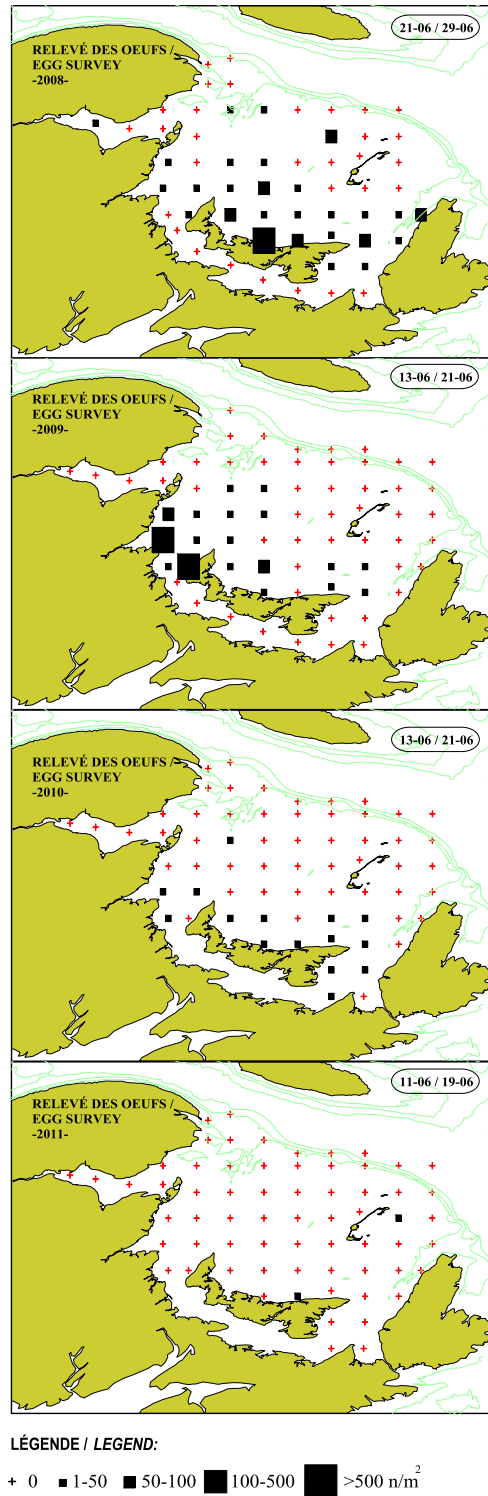 21-06 / 29-06
RELEVÉ DES OEUFS /
EGG SURVEY
-2008-
13-06 / 21-06
RELEVÉ DES OEUFS /
EGG SURVEY
-2009-
13-06 / 21-06
RELEVÉ DES OEUFS /
EGG SURVEY
-2010-
11-06 / 19-06
RELEVÉ DES OEUFS /
EGG SURVEY
-2011-
LÉGENDE / LEGEND:
0 1-50 50-100 100-500 >500 n/m²